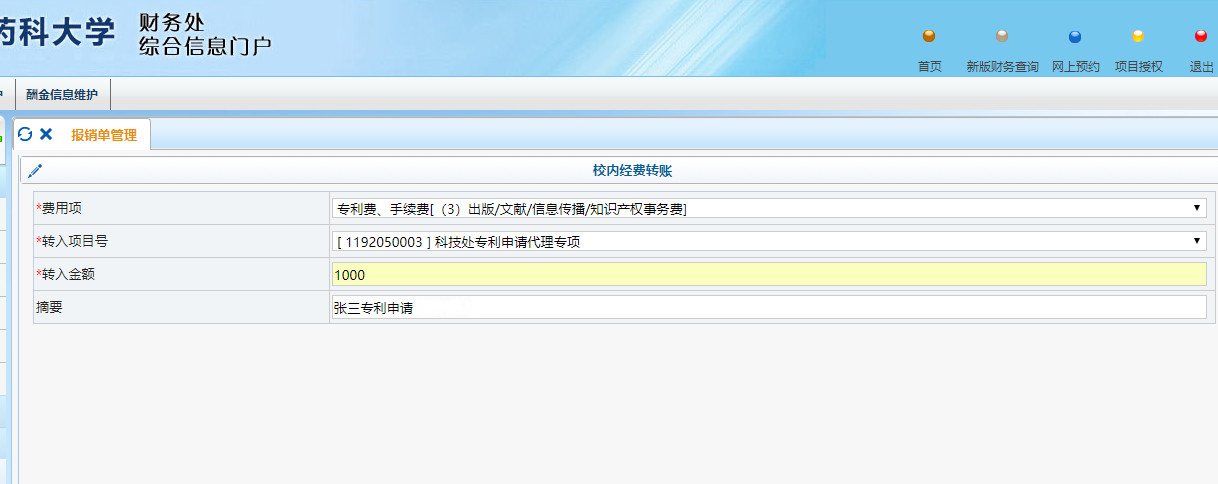 药科大学
财务处
综合信息门户
首页 新版财务查询 网上预约 项目授权 退出
酬金信息维护
报销单管理
校内经费转账
*费用项 专利费、手续费[（3）出版/文献/信息传播/知识产权事务费]
*转入项目号 [ 1192050003 ] 科技处专利申请代理专项
*转入金额 1000
摘要 张三专利申请